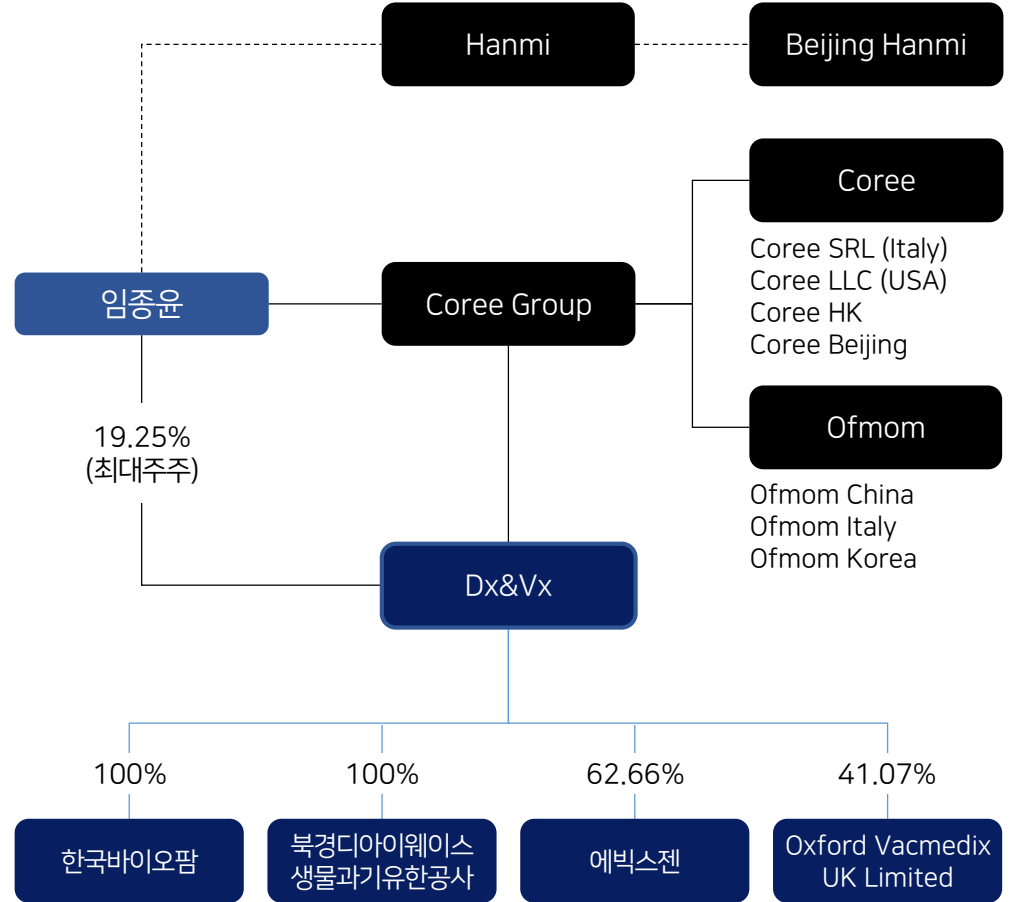 Hanmi
Beijing Hanmi
Coree
Coree SRL (Italy)
Coree LLC (USA)
Coree HK
Coree Beijing
임종윤
Coree Group
Ofmom
Ofmom China
Ofmom Italy
Ofmom Korea
19.25%
(최대주주)
Dx&Vx
100%
100%
62.66%
41.07%
한국바이오팜
북경디아이웨이스
생물과기유한공사
에빅스젠
Oxford Vacmedix
UK Limited